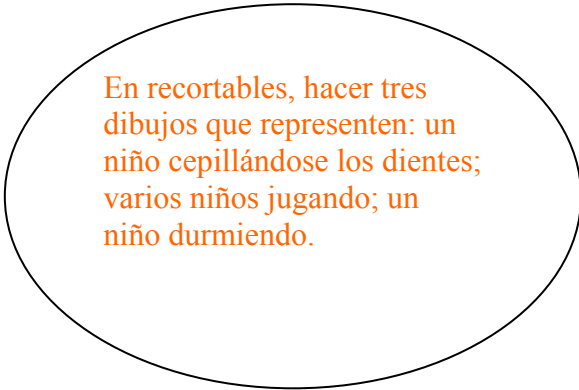 En recortables, hacer tres
dibujos que representen: un
niño cepillándose los dientes;
varios niños jugando; un
niño durmiendo.